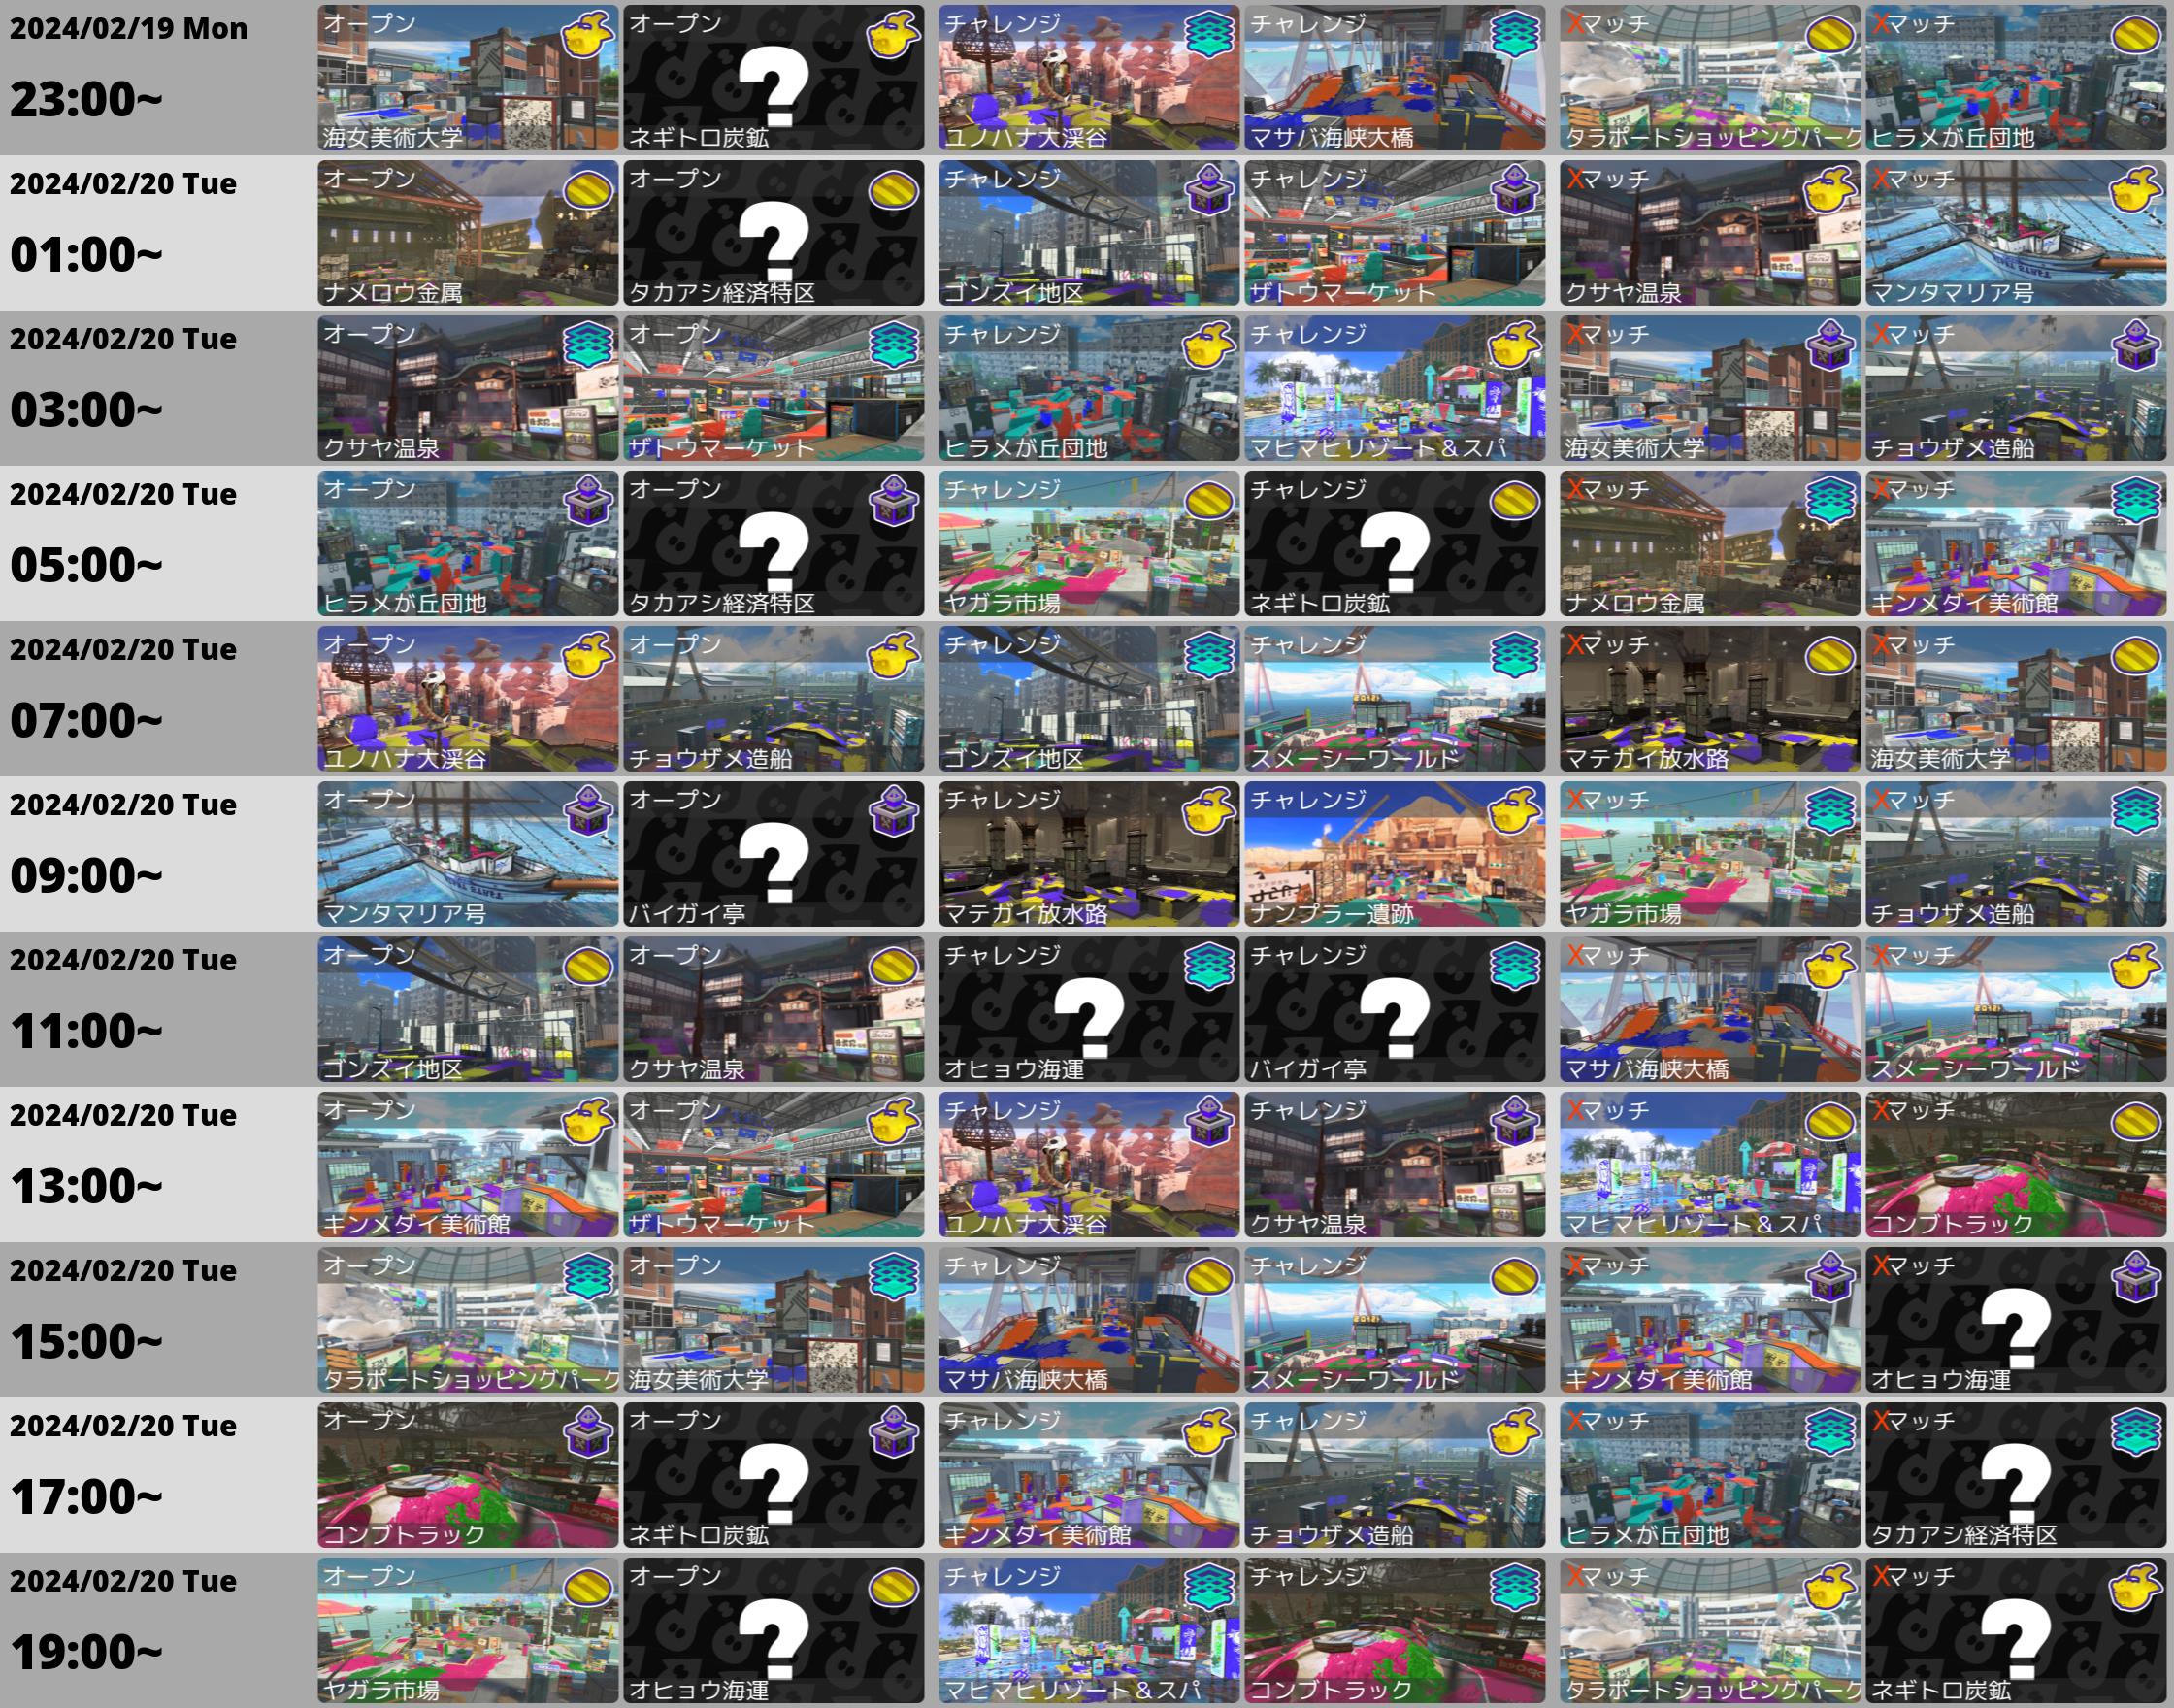 2024/02/19 Mon
23:00~
オープン
海女美術大学
オープン
ネギトロ炭鉱
チャレンジ
ユノハナ大渓谷
チャレンジ
マサバ海峡大橋
Xマッチ
タラポートショッピングパーク
Xマッチ
ヒラメが丘団地
2024/02/20 Tue
01:00~
オープン
ナメロウ金属
オープン
タカアシ経済特区
チャレンジ
ゴンズイ地区
チャレンジ
ザトウマーケット
Xマッチ
クサヤ温泉
Xマッチ
マンタマリア号
2024/02/20 Tue
03:00~
オープン
クサヤ温泉
オープン
ザトウマーケット
チャレンジ
ヒラメが丘団地
チャレンジ
マヒマヒリゾート＆スパ
Xマッチ
海女美術大学
Xマッチ
チョウザメ造船
2024/02/20 Tue
05:00~
オープン
ヒラメが丘団地
オープン
タカアシ経済特区
チャレンジ
ヤガラ市場
チャレンジ
ネギトロ炭鉱
Xマッチ
ナメロウ金属
Xマッチ
キンメダイ美術館
2024/02/20 Tue
07:00~
オープン
ユノハナ大渓谷
オープン
チョウザメ造船
チャレンジ
ゴンズイ地区
チャレンジ
スメーシーワールド
Xマッチ
マテガイ放水路
Xマッチ
海女美術大学
2024/02/20 Tue
09:00~
オープン
マンタマリア号
オープン
バイガイ亭
チャレンジ
マテガイ放水路
チャレンジ
ナンプラー遺跡
Xマッチ
ヤガラ市場
Xマッチ
チョウザメ造船
2024/02/20 Tue
11:00~
オープン
ゴンズイ地区
オープン
クサヤ温泉
チャレンジ
オヒョウ海運
チャレンジ
バイガイ亭
Xマッチ
マサバ海峡大橋
Xマッチ
スメーシーワールド
2024/02/20 Tue
13:00~
オープン
キンメダイ美術館
オープン
ザトウマーケット
チャレンジ
ユノハナ大渓谷
チャレンジ
クサヤ温泉
Xマッチ
マヒマヒリゾート＆スパ
Xマッチ
コンブトラック
2024/02/20 Tue
15:00~
オープン
タラポートショッピングパーク
オープン
海女美術大学
チャレンジ
マサバ海峡大橋
チャレンジ
スメーシーワールド
Xマッチ
キンメダイ美術館
Xマッチ
オヒョウ海運
2024/02/20 Tue
17:00~
オープン
コンブトラック
オープン
ネギトロ炭鉱
チャレンジ
キンメダイ美術館
チャレンジ
チョウザメ造船
Xマッチ
ヒラメが丘団地
Xマッチ
タカアシ経済特区
2024/02/20 Tue
19:00~
オープン
ヤガラ市場
オープン
オヒョウ海運
チャレンジ
マヒマヒリゾート＆スパ
チャレンジ
コンブトラック
Xマッチ
タラポートショッピングパーク
Xマッチ
ネギトロ炭鉱